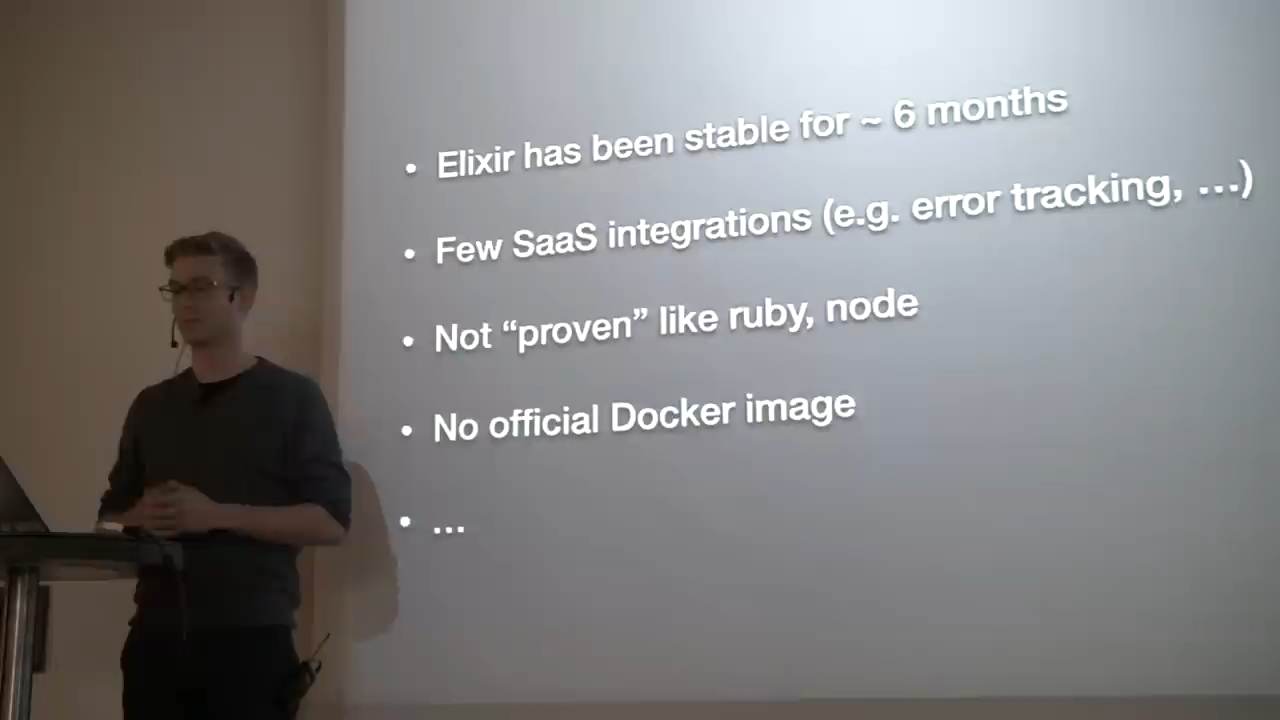 • Elixir has been stable for ~ 6 months
• Few SaaS integrations (e.g. error tracking, ...)
• Not “proven” like ruby, node
• No official Docker image
• ...